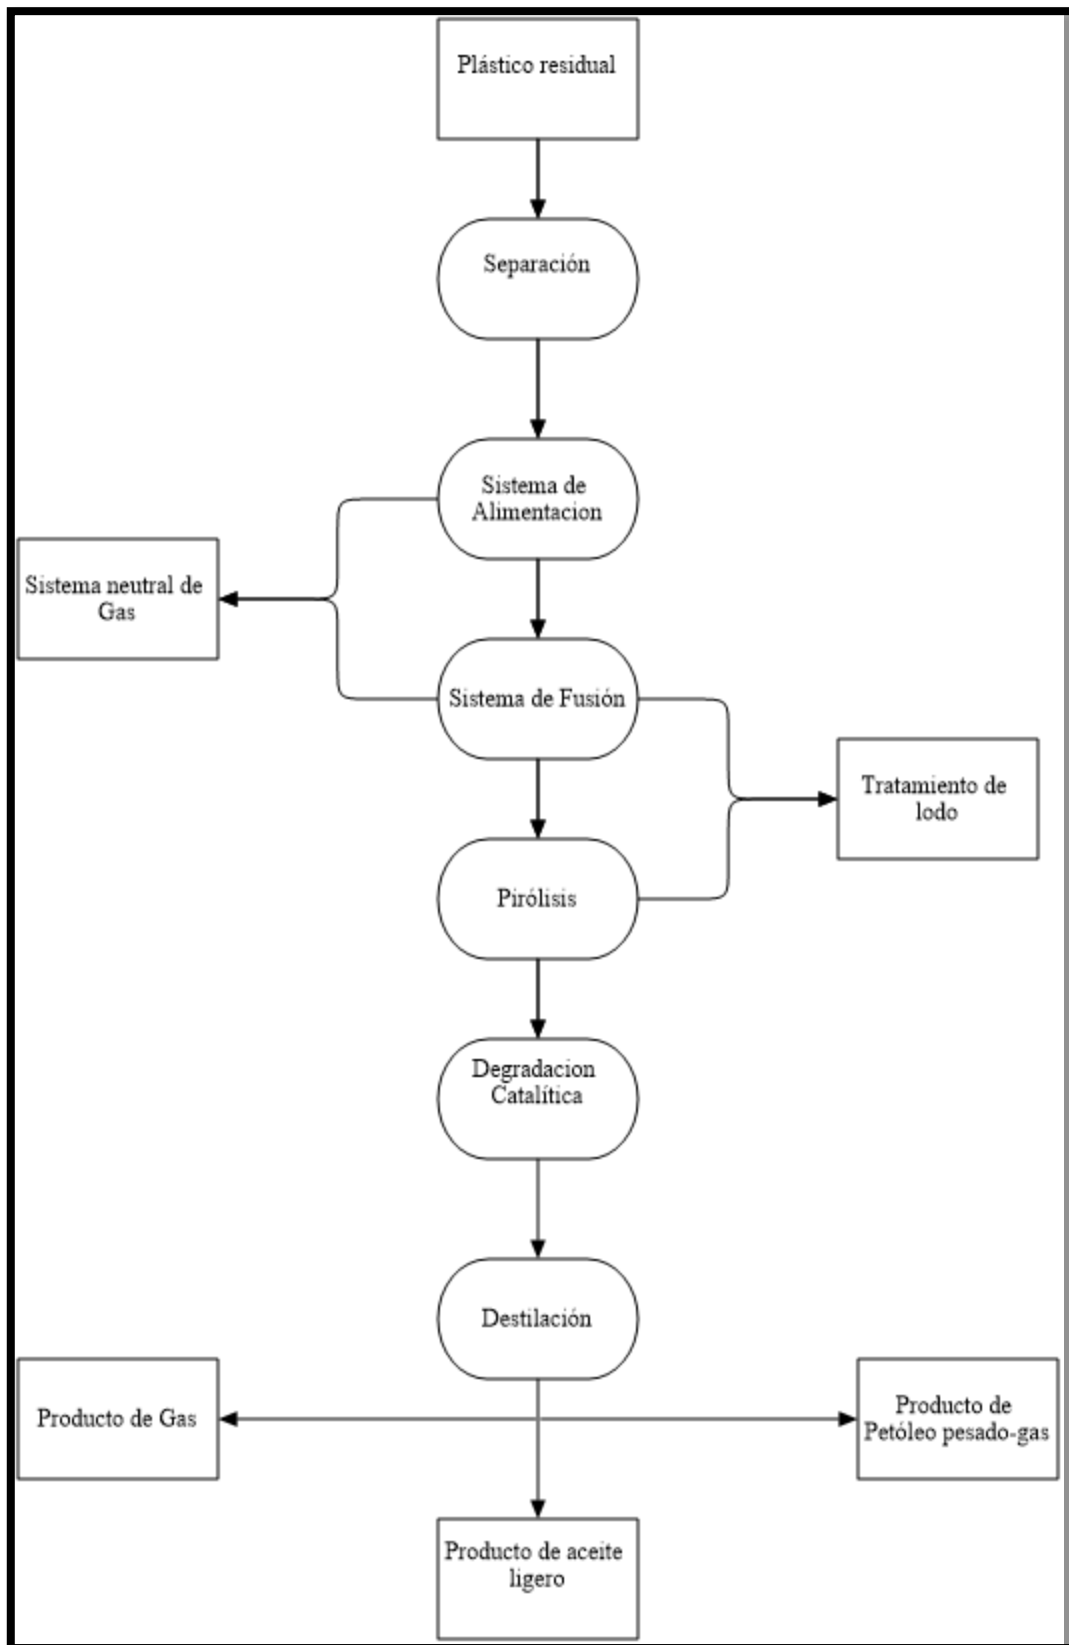 Plástico residual
Separación
Sistema de
Alimentacion
Sistema neutral de
Gas
Sistema de Fusión
Tratamiento de
lodo
Pirólisis
Degradacion
Catalítica
Destilación
Producto de Gas
Producto de
Petóleo pesado-gas
Producto de aceite
ligero